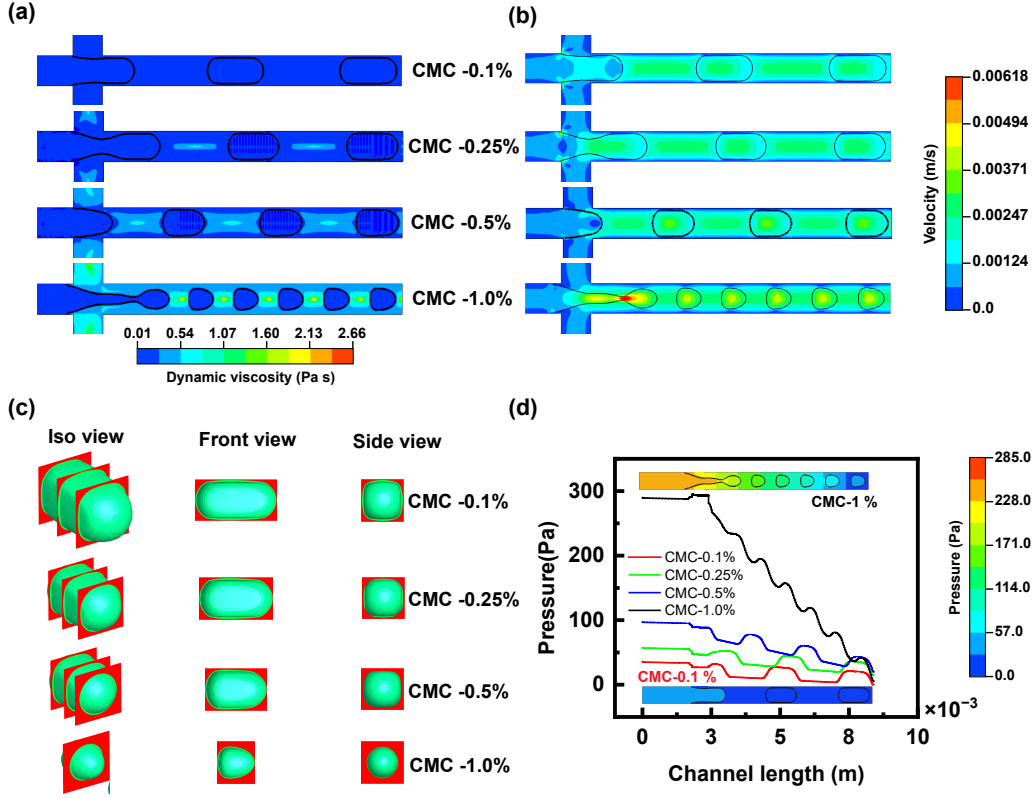 (a)
CMC -0.1%
CMC -0.25%
CMC -0.5%
CMC -1.0%
0.01 0.54 1.07 1.60 2.13 2.66
Dynamic viscosity (Pa s)
(b)
0.00618
0.00494
0.00371
0.00247
0.00124
0.0
Velocity (m/s)
(c)
Iso view Front view Side view
CMC -0.1%
CMC -0.25%
CMC -0.5%
CMC -1.0%
(d)
CMC-1 %
300
200
100
0
Pressure(Pa)
CMC-0.1%
CMC-0.25%
CMC-0.5%
CMC-1.0%
CMC-0.1 %
0 3 5 8 10
×10⁻³
Channel length (m)
285.0
228.0
171.0
114.0
57.0
0.0
Pressure (Pa)